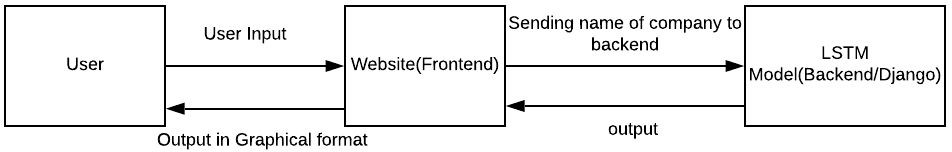 User
User Input
Output in Graphical format
Website(Frontend)
Sending name of company to
backend
output
LSTM
Model(Backend/Django)